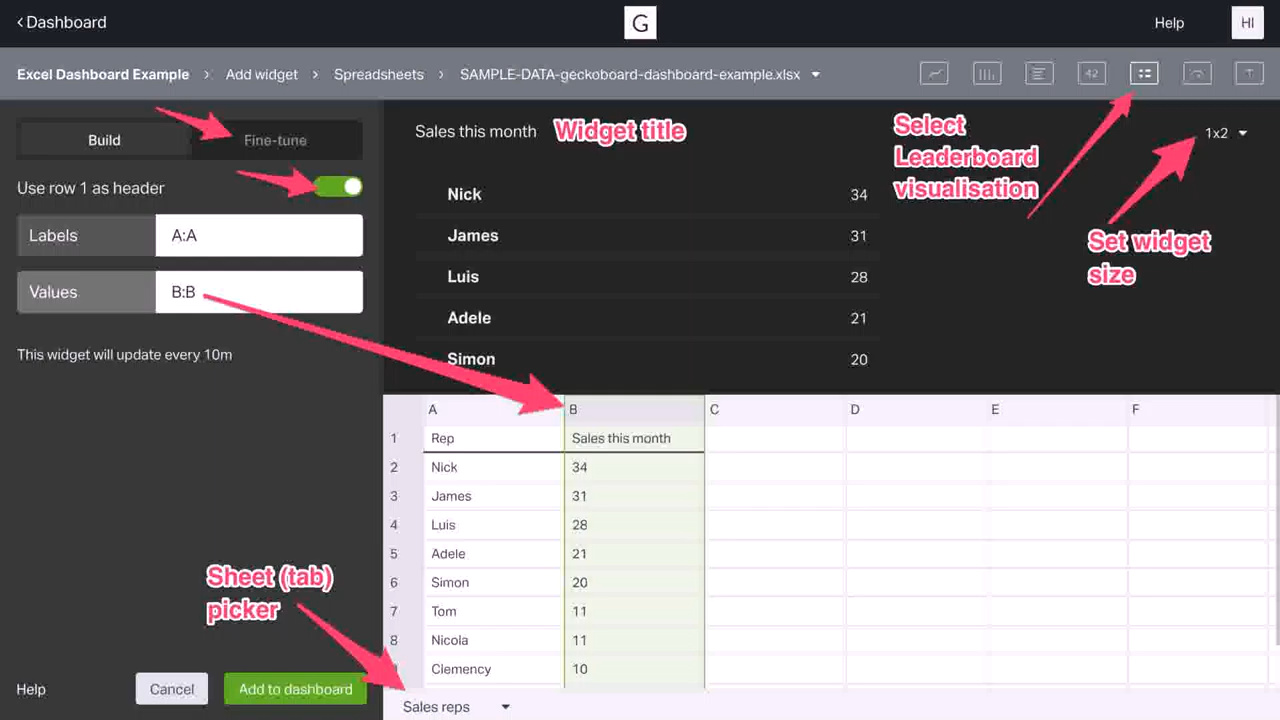 Dashboard
G
Help
HI
Excel Dashboard Example
Add widget
Spreadsheets
SAMPLE-DATA-geckoboard-dashboard-example.xlsx
42
T
Build
Fine-tune
Use row 1 as header
Labels
A:A
Values
B:B
This widget will update every 10m
Sales this month
Widget title
Select
Leaderboard
visualisation
1x2
Set widget
size
Nick 34
James 31
Luis 28
Adele 21
Simon 20
A B C D E F
1 Rep Sales this month
2 Nick 34
3 James 31
4 Luis 28
5 Adele 21
6 Simon 20
7 Tom 11
8 Nicola 11
Clemency 10
Sheet (tab)
picker
Help
Cancel
Add to dashboard
Sales reps